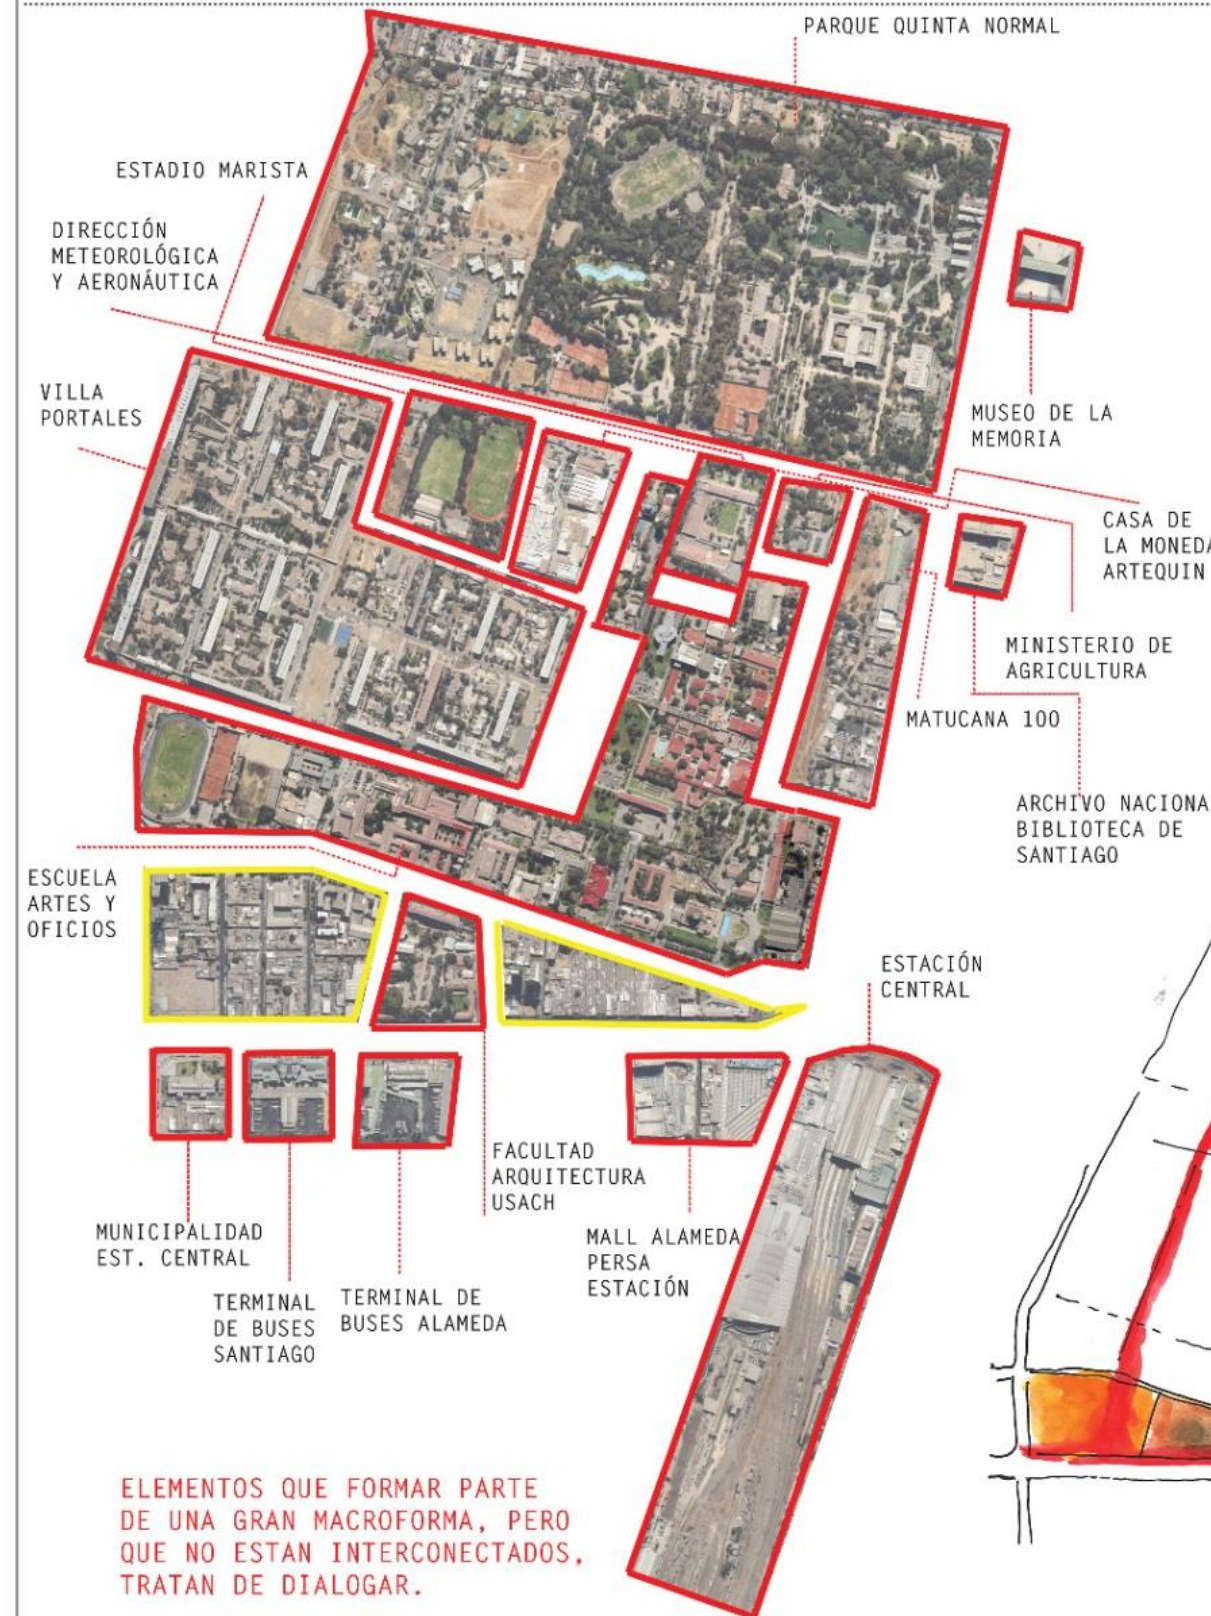 PARQUE QUINTA NORMAL
ESTADIO MARISTA
DIRECCIÓN
METEOROLÓGICA
Y AERONÁUTICA
VILLA
PORTALES
MUSEO DE LA
MEMORIA
CASA DE
LA MONEDA
ARTEQUIN
MINISTERIO DE
AGRICULTURA
MATUCANA 100
ARCHIVO NACIONA
BIBLIOTECA DE
SANTIAGO
ESCUELA
ARTES Y
OFICIOS
ESTACIÓN
CENTRAL
FACULTAD
ARQUITECTURA
USACH
MUNICIPALIDAD
EST. CENTRAL
TERMINAL
DE BUSES
SANTIAGO
TERMINAL DE
BUSES ALAMEDA
MALL ALAMEDA
PERSA
ESTACIÓN
ELEMENTOS QUE FORMAR PARTE
DE UNA GRAN MACROFORMA, PERO
QUE NO ESTAN INTERCONECTADOS,
TRATAN DE DIALOGAR.